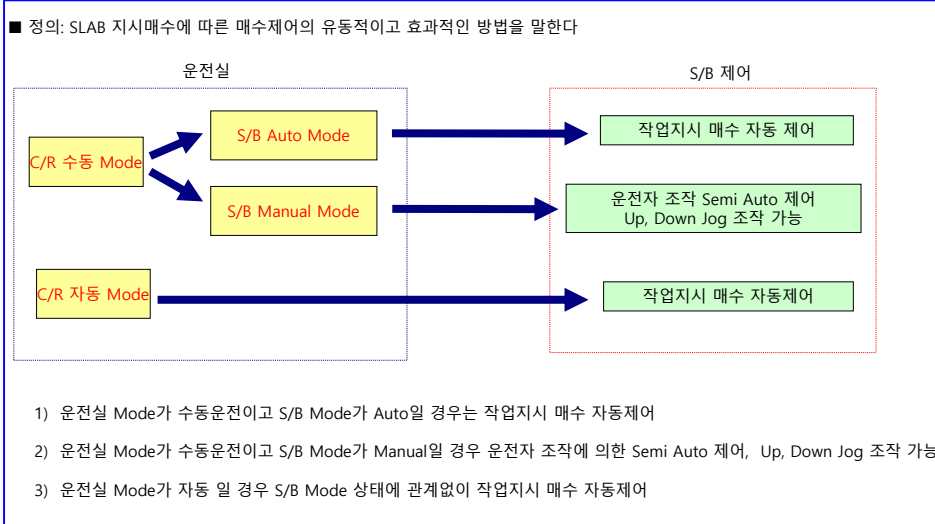 ■ 정의: SLAB 지시매수에 따른 매수제어의 유동적이고 효과적인 방법을 말한다
운전실
S/B 제어
C/R 수동 Mode
S/B Auto Mode
작업지시 매수 자동 제어
S/B Manual Mode
운전자 조작 Semi Auto 제어
Up, Down Jog 조작 가능
C/R 자동 Mode
작업지시 매수 자동제어
1) 운전실 Mode가 수동운전이고 S/B Mode가 Auto일 경우는 작업지시 매수 자동제어
2) 운전실 Mode가 수동운전이고 S/B Mode가 Manual일 경우 운전자 조작에 의한 Semi Auto 제어, Up, Down Jog 조작 가능
3) 운전실 Mode가 자동 일 경우 S/B Mode 상태에 관계없이 작업지시 매수 자동제어